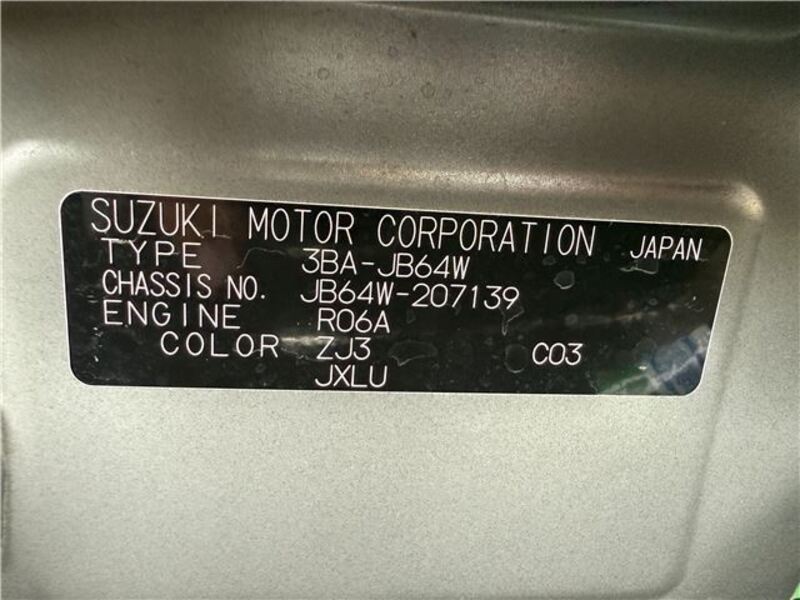 SUZUKI MOTOR CORPORATION JAPAN
TYPE 3BA-JB64W
CHASSIS NO. JB64W-207139
ENGINE R06A
COLOR ZJ3 C03
JXLU